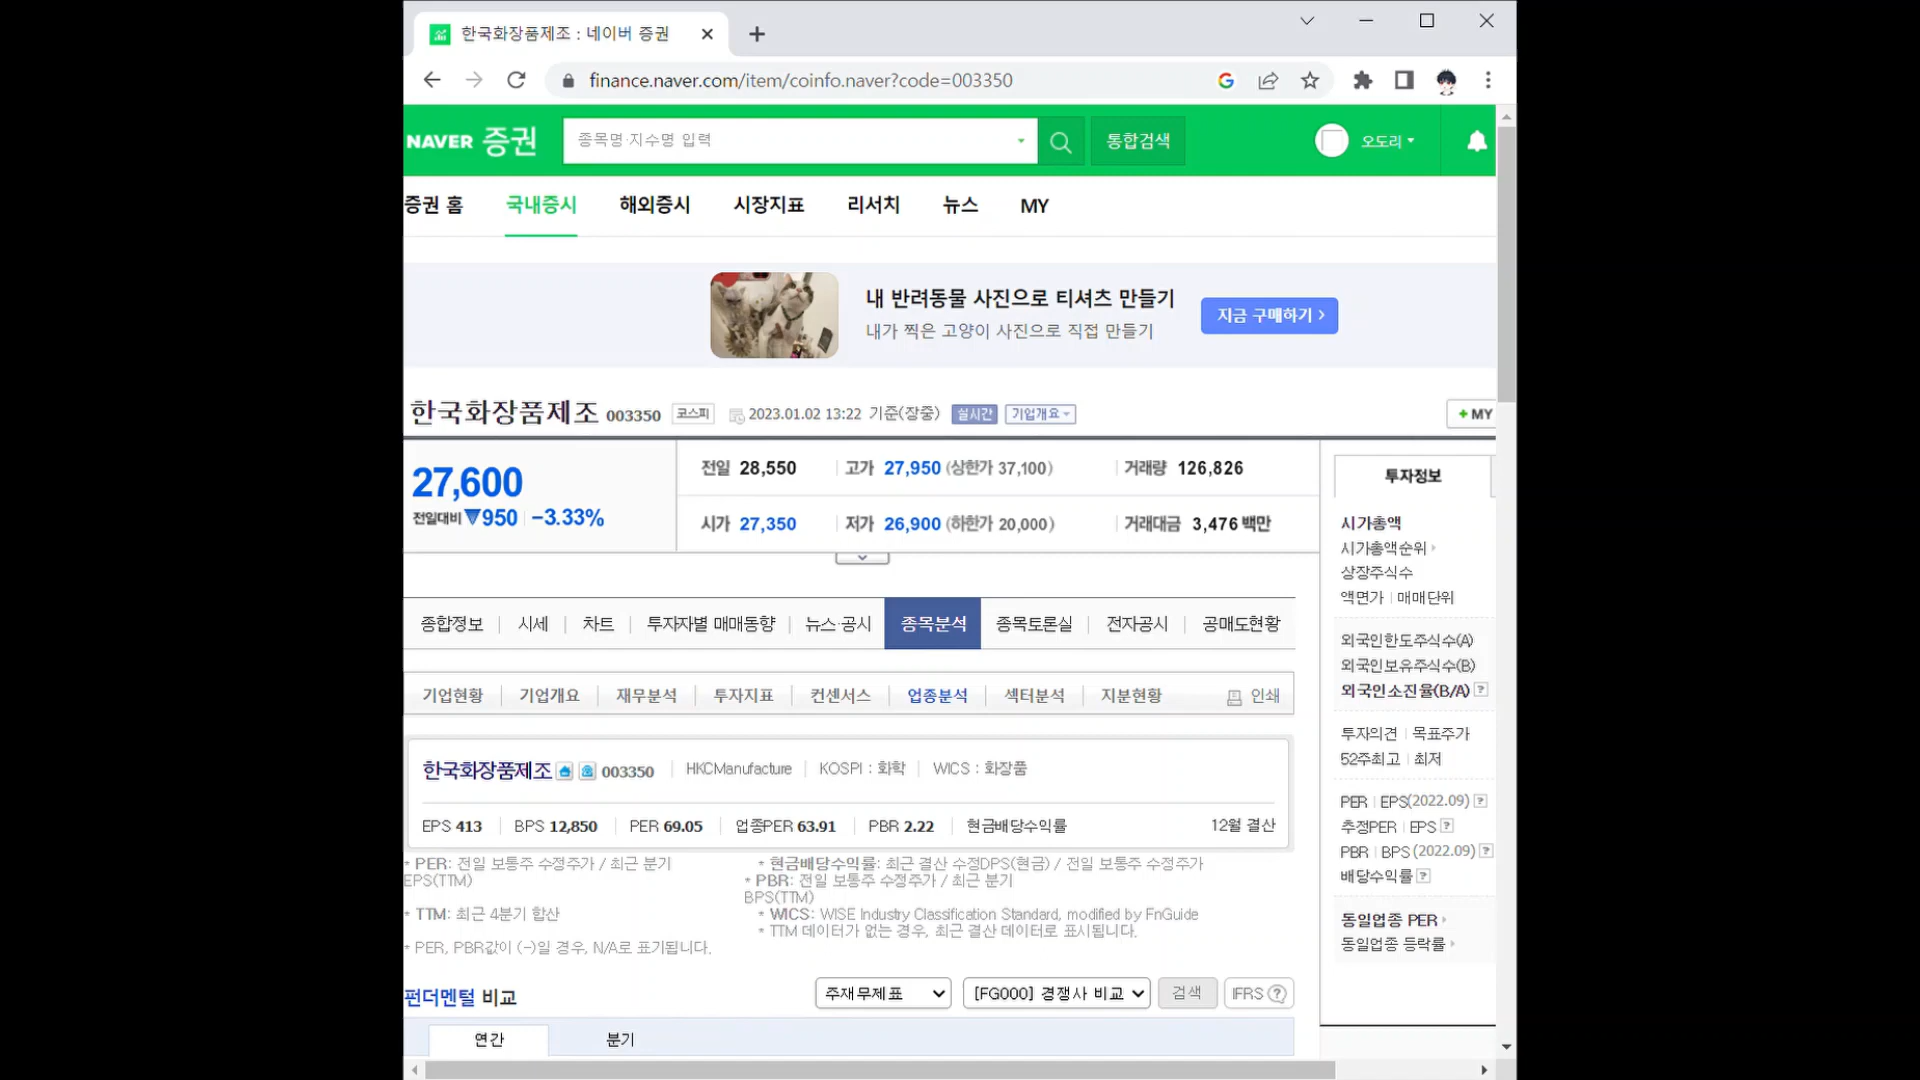 한국화장품제조 : 네이버 증권
finance.naver.com/item/coinfo.naver?code=003350
NAVER 증권 종목명·지수명 입력 통합검색 오도리
증권 홈 국내증시 해외증시 시장지표 리서치 뉴스 MY
내 반려동물 사진으로 티셔츠 만들기
내가 찍은 고양이 사진으로 직접 만들기
지금 구매하기
한국화장품제조 003350 코스피 2023.01.02 13:22 기준(장중) 실시간 기업개요 + MY
27,600
전일대비 ▼950 -3.33%
전일 28,550 고가 27,950 (상한가 37,100) 거래량 126,826
시가 27,350 저가 26,900 (하한가 20,000) 거래대금 3,476 백만
종합정보 시세 차트 투자자별 매매동향 뉴스·공시 종목분석 종목토론실 전자공시 공매도현황
기업현황 기업개요 재무분석 투자지표 컨센서스 업종분석 섹터분석 지분현황 인쇄
한국화장품제조 003350 HKCManufacture KOSPI : 화학 WICS : 화장품
EPS 413 BPS 12,850 PER 69.05 업종PER 63.91 PBR 2.22 현금배당수익률 12월 결산
* PER: 전일 보통주 수정주가 / 최근 분기
EPS(TTM)
* TTM: 최근 4분기 합산
* PER, PBR값이 (-)일 경우, N/A로 표기됩니다.
* 현금배당수익률: 최근 결산 수정DPS(현금) / 전일 보통주 수정주가
* PBR: 전일 보통주 수정주가 / 최근 분기
BPS(TTM)
* WICS: WISE Industry Classification Standard, modified by FnGuide
* TTM 데이터가 없는 경우, 최근 결산 데이터로 표시됩니다.
펀더멘털 비교 주재무제표 [FG000] 경쟁사 비교 검색 IFRS ?
연간 분기
투자정보
시가총액
시가총액순위
상장주식수
액면가 | 매매단위
외국인한도주식수(A)
외국인보유주식수(B)
외국인소진율(B/A) ?
투자의견 | 목표주가
52주최고 | 최저
PER | EPS(2022.09) ?
추정PER | EPS ?
PBR | BPS (2022.09) ?
배당수익률 ?
동일업종 PER
동일업종 등락률